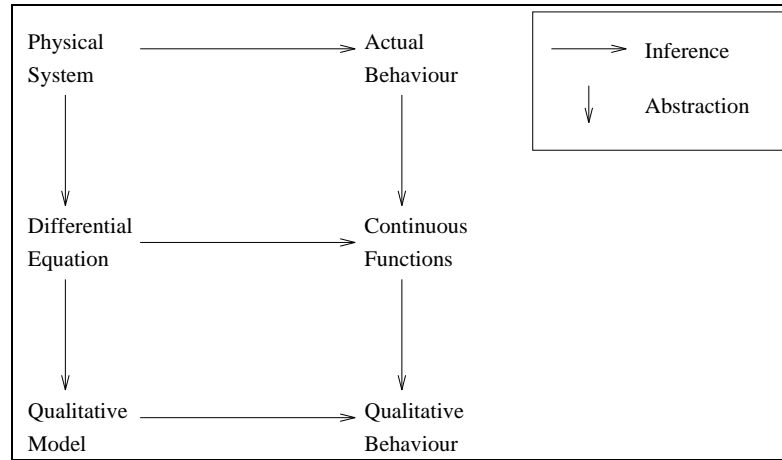 Physical
System
Actual
Behaviour
Inference
Abstraction
Differential
Equation
Continuous
Functions
Qualitative
Model
Qualitative
Behaviour